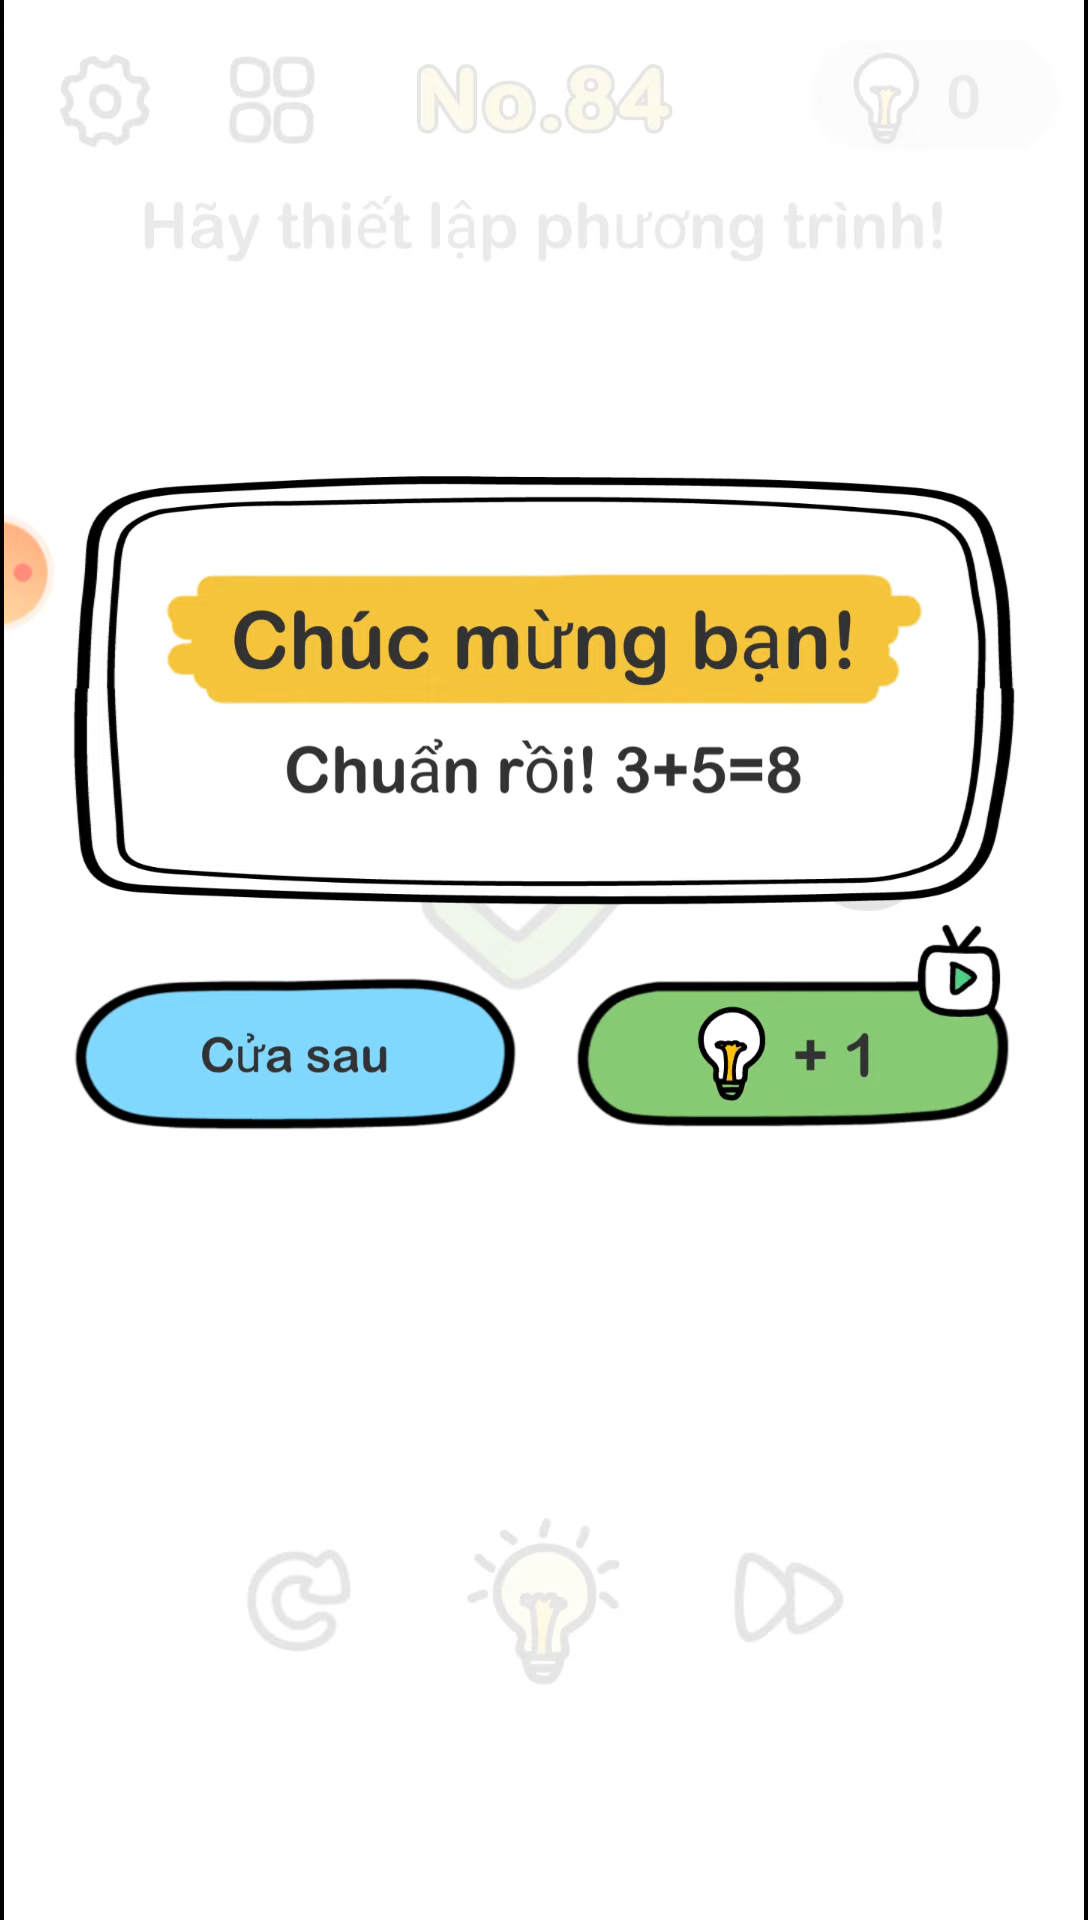 No.84
0
Hãy thiết lập phương trình!
Chúc mừng bạn!
Chuẩn rồi! 3+5=8
Cửa sau
+ 1